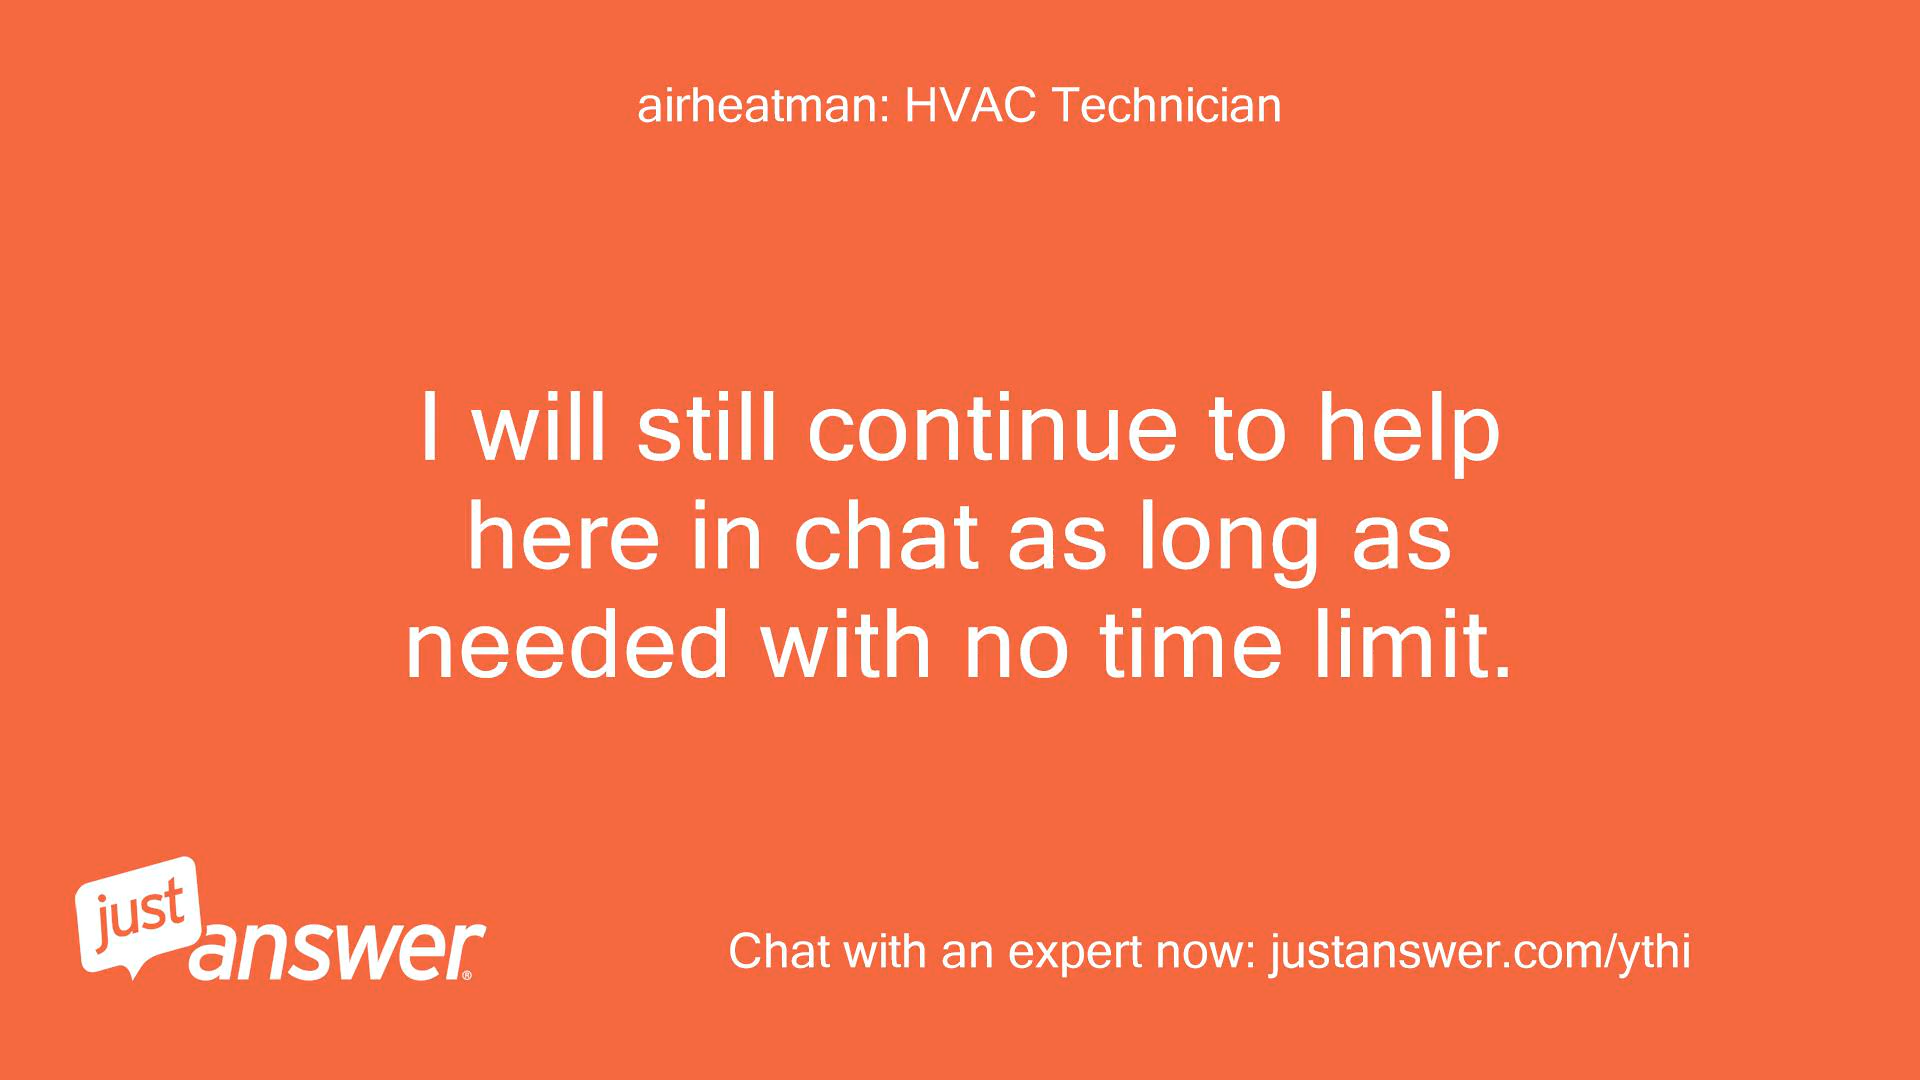 airheatman: HVAC Technician
I will still continue to help
here in chat as long as
needed with no time limit.
just
answer®
Chat with an expert now: justanswer.com/ythi